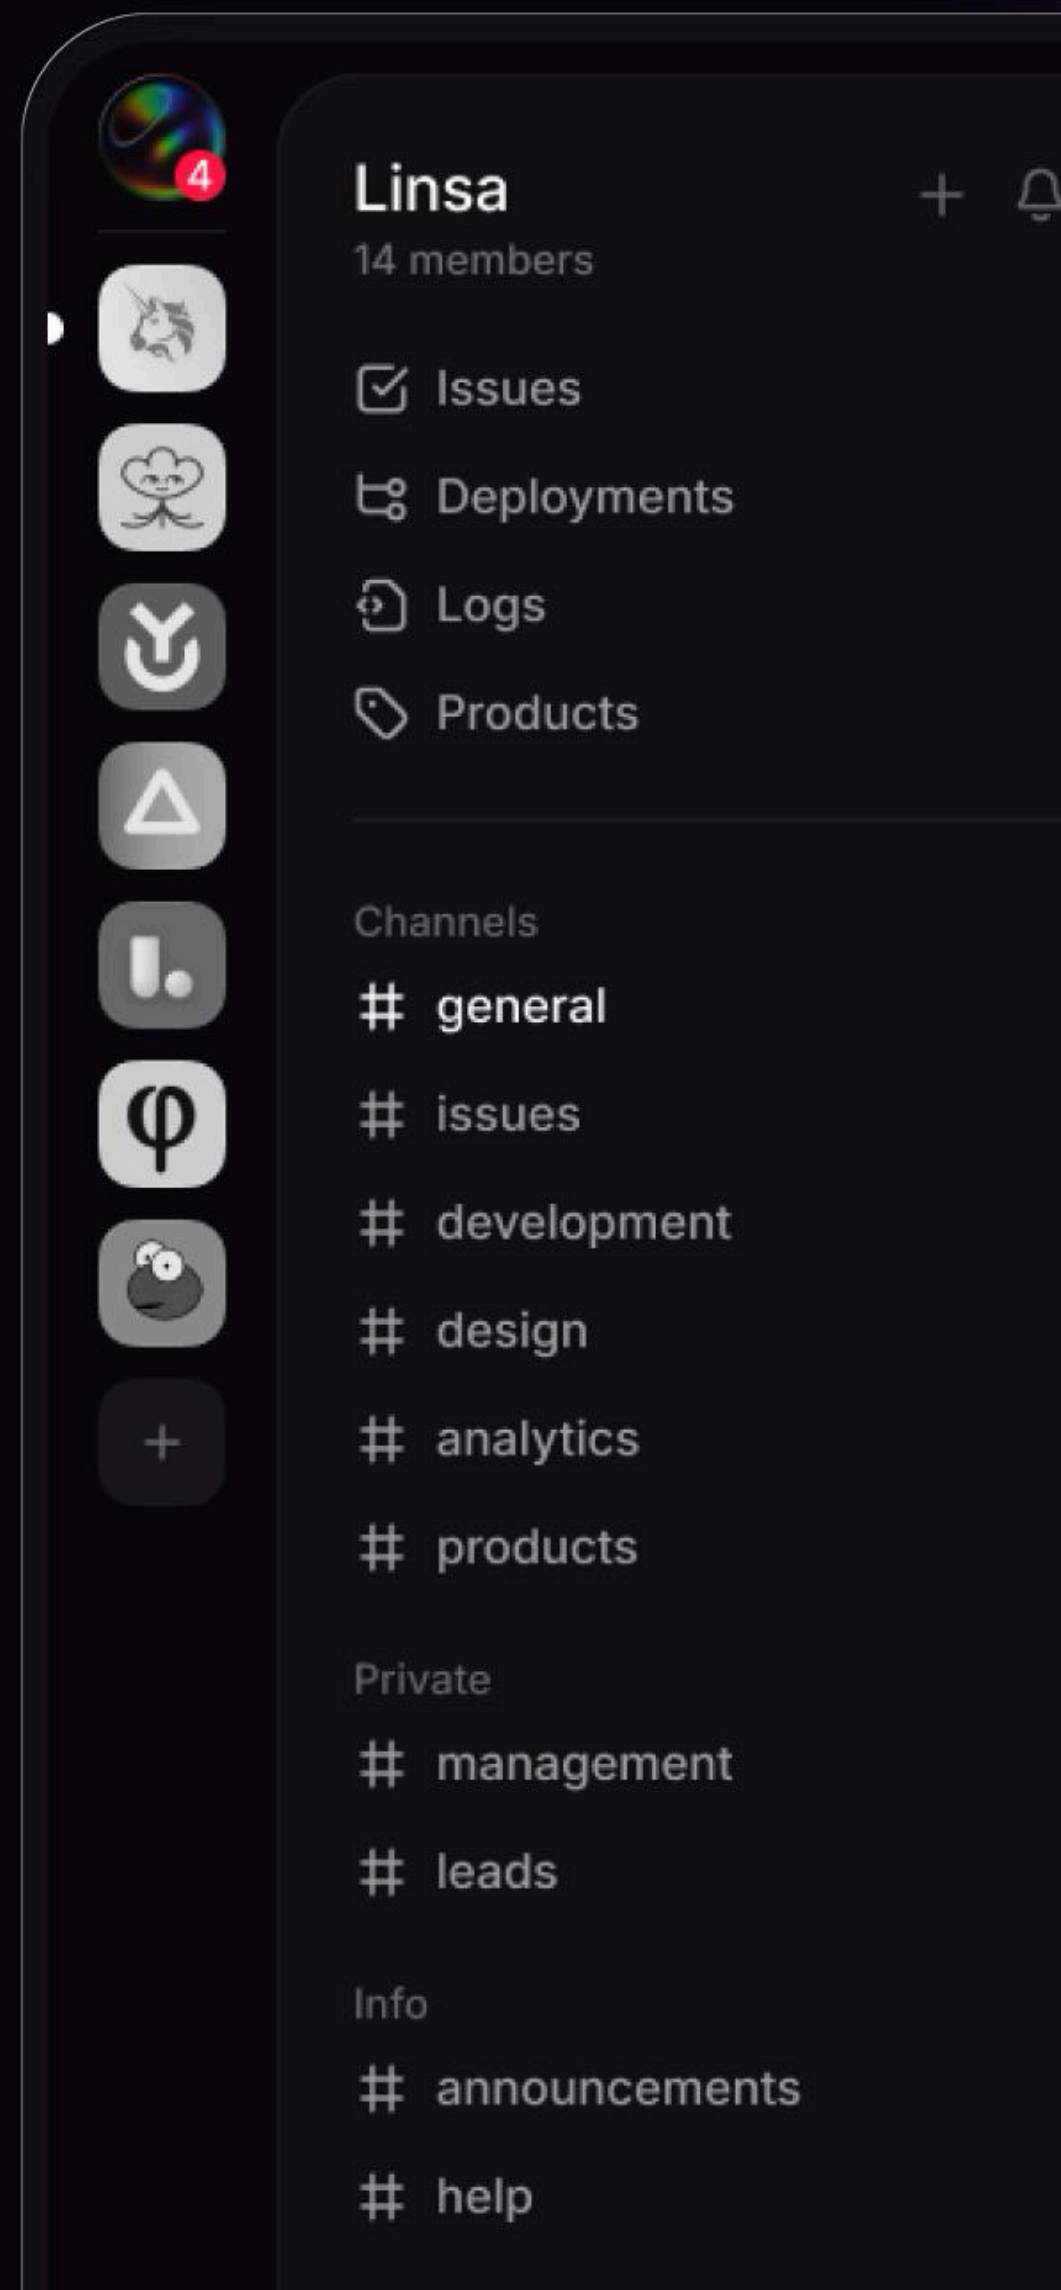 4
Linsa
14 members
Issues
Deployments
Logs
Products
Channels
# general
# issues
# development
# design
# analytics
# products
Private
# management
# leads
Info
# announcements
# help